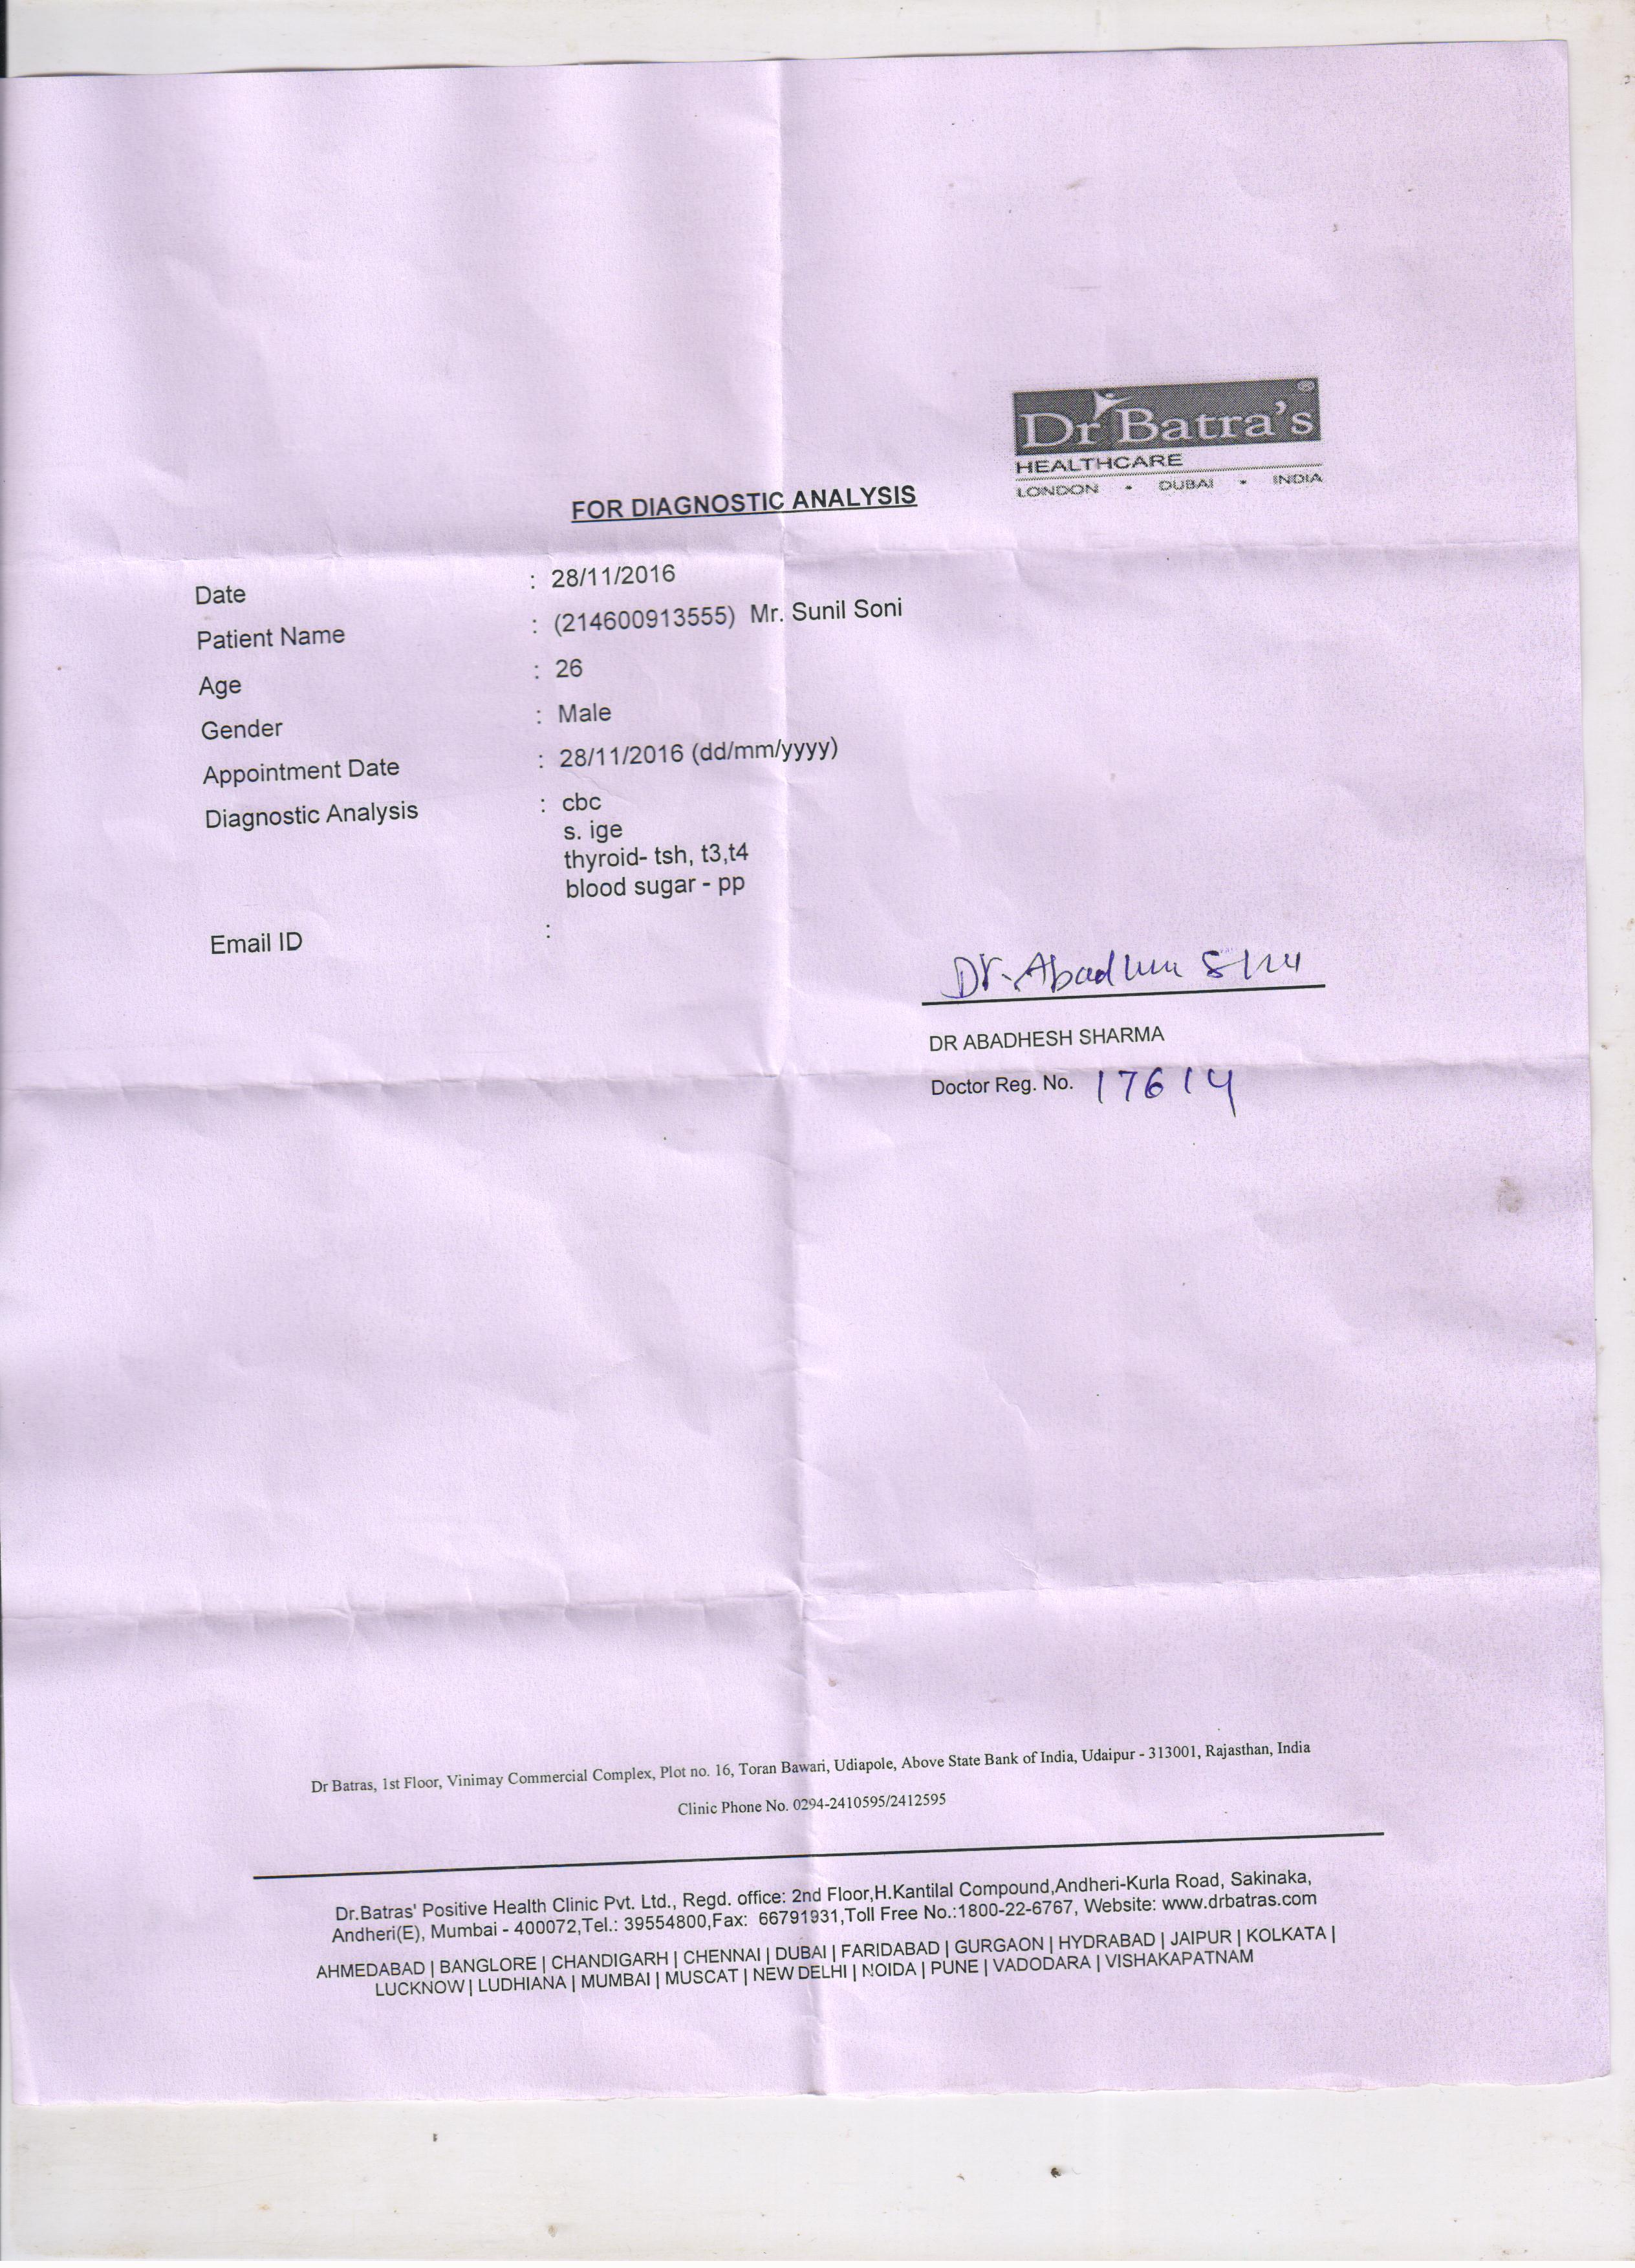 Dr Batra's ®
HEALTHCARE
LONDON • DUBAI • INDIA
FOR DIAGNOSTIC ANALYSIS
Date : 28/11/2016
Patient Name : (214600913555) Mr. Sunil Soni
Age : 26
Gender : Male
Appointment Date : 28/11/2016 (dd/mm/yyyy)
Diagnostic Analysis : cbc
s. ige
thyroid- tsh, t3,t4
blood sugar - pp
Email ID :
Dr. Abadhesh
DR ABADHESH SHARMA
Doctor Reg. No. 17614
Dr Batras, 1st Floor, Vinimay Commercial Complex, Plot no. 16, Toran Bawari, Udiapole, Above State Bank of India, Udaipur - 313001, Rajasthan, India
Clinic Phone No. 0294-2410595/2412595
Dr.Batras' Positive Health Clinic Pvt. Ltd., Regd. office: 2nd Floor,H.Kantilal Compound,Andheri-Kurla Road, Sakinaka,
Andheri(E), Mumbai - 400072,Tel.: 39554800,Fax: 66791931,Toll Free No.:1800-22-6767, Website: www.drbatras.com
AHMEDABAD | BANGLORE | CHANDIGARH | CHENNAI | DUBAI | FARIDABAD | GURGAON | HYDRABAD | JAIPUR | KOLKATA |
LUCKNOW | LUDHIANA | MUMBAI | MUSCAT | NEW DELHI | NOIDA | PUNE | VADODARA | VISHAKAPATNAM